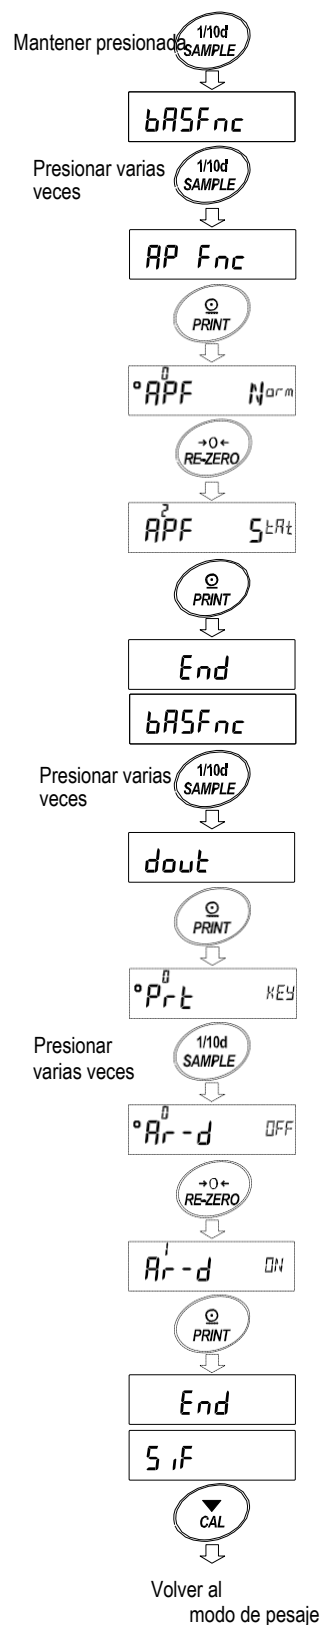 1/10d
Mantener presionada
SAMPLE
bASFnc
Presionar varias
veces
1/10d
SAMPLE
AP Fnc
PRINT
0
°APF Norm
→0←
RE-ZERO
2
APF StAt
PRINT
End
bASFnc
Presionar varias
veces
1/10d
SAMPLE
dout
PRINT
0
°Prt KEY
Presionar
varias veces
1/10d
SAMPLE
0
°Ar-d OFF
→0←
RE-ZERO
1
Ar-d ON
PRINT
End
S iF
CAL
Volver al
modo de pesaje